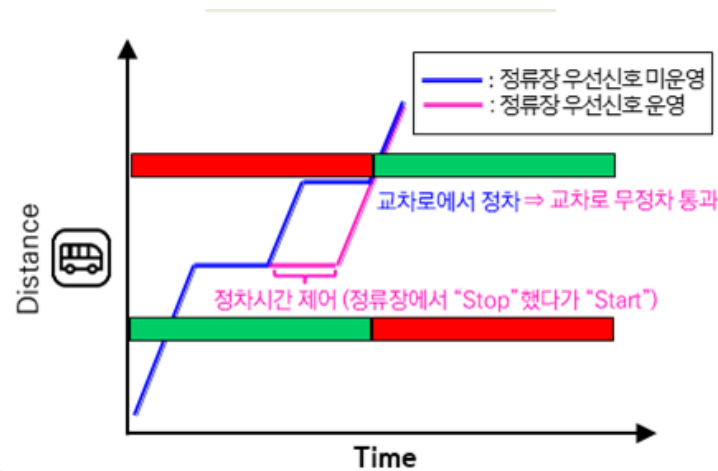 : 정류장 우선신호 미운영
: 정류장 우선신호 운영
교차로에서 정차 ⇒ 교차로 무정차 통과
Distance
정차시간 제어 (정류장에서 “Stop”했다가 “Start”)
Time